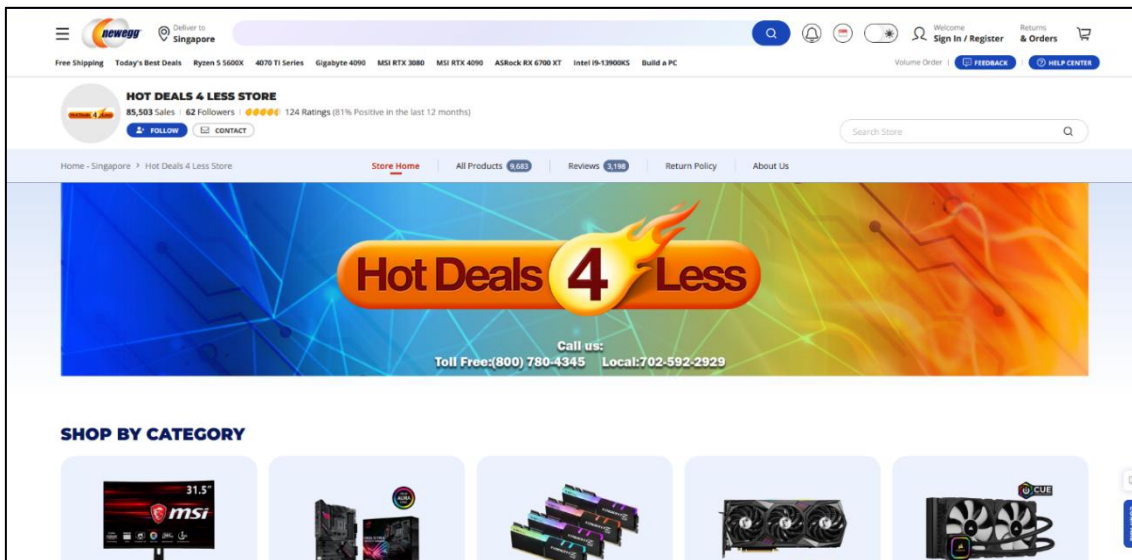 newegg
Deliver to
Singapore
Welcome
Sign In / Register
Returns
& Orders
Free Shipping Today's Best Deals Ryzen 5 5600X 4070 TI Series Gigabyte 4090 MSI RTX 3080 MSI RTX 4090 ASRock RX 6700 XT Intel i9-13900KS Build a PC
Volume Order FEEDBACK HELP CENTER
HOT DEALS 4 LESS STORE
85,503 Sales 62 Followers 124 Ratings (81% Positive in the last 12 months)
FOLLOW CONTACT
Search Store
Home - Singapore > Hot Deals 4 Less Store
Store Home All Products 9,683 Reviews 3,198 Return Policy About Us
Hot Deals 4 Less
Call us:
Toll Free:(800) 780-4345 Local:702-592-2929
SHOP BY CATEGORY
31.5"
msi
CUE